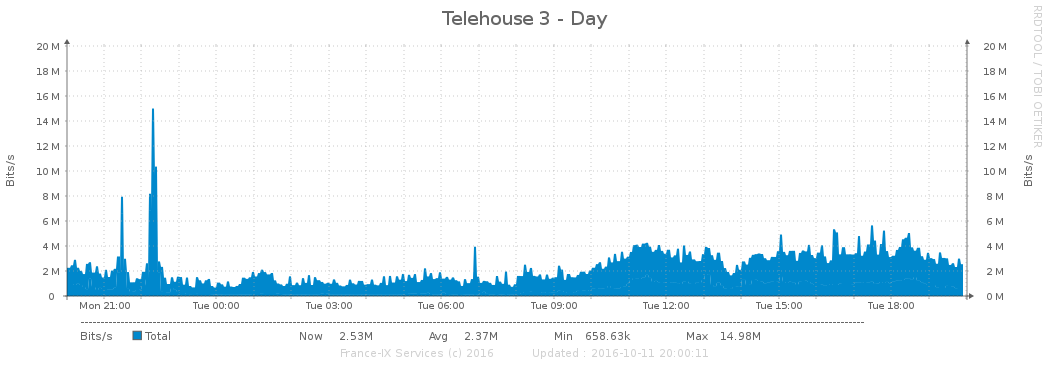 Telehouse 3 - Day
RRDTOOL / TOBI OETIKER
Bits/s
Bits/s
20 M 20 M
18 M 18 M
16 M 16 M
14 M 14 M
12 M 12 M
10 M 10 M
8 M 8 M
6 M 6 M
4 M 4 M
2 M 2 M
0 0 M
Mon 21:00 Tue 00:00 Tue 03:00 Tue 06:00 Tue 09:00 Tue 12:00 Tue 15:00 Tue 18:00
Bits/s Total Now 2.53M Avg 2.37M Min 658.63k Max 14.98M
France-IX Services (c) 2016 Updated : 2016-10-11 20:00:11